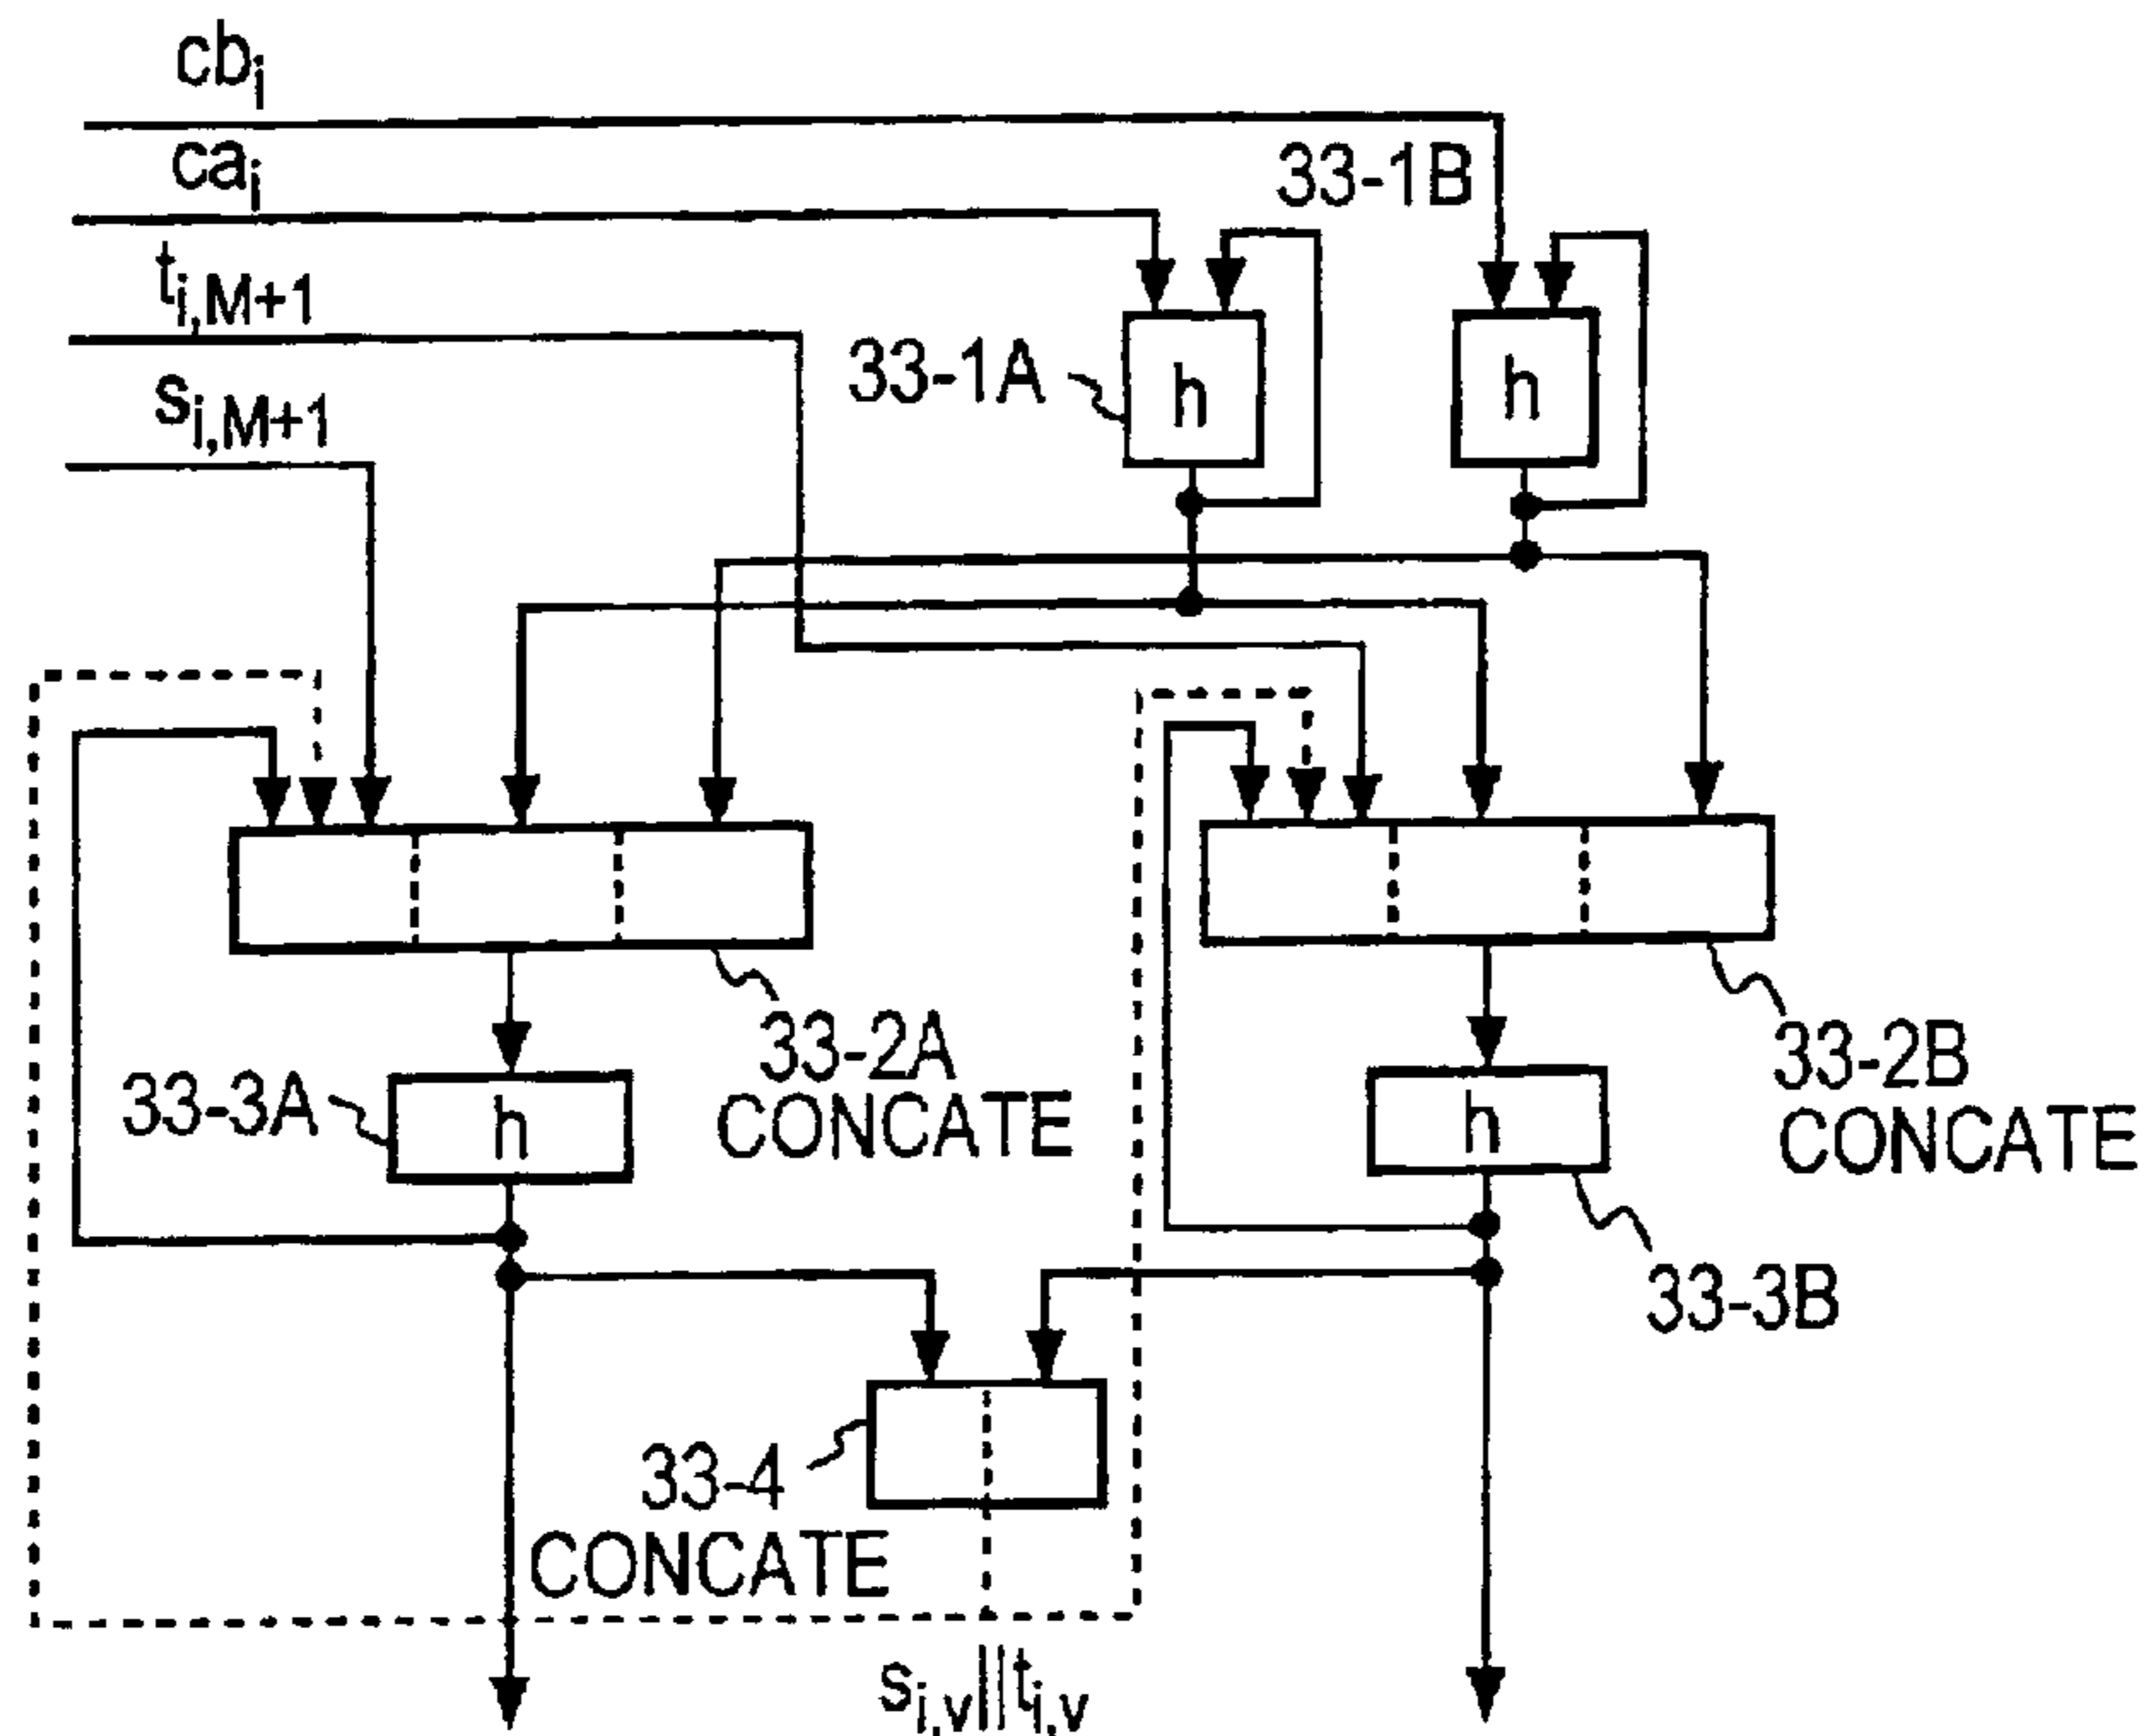 cb_i
ca_i
33-1B
t_i,M+1
33-1A
h
h
s_i,M+1
33-2A
CONCATE
33-2B
CONCATE
33-3A
h
h
33-3B
33-4
CONCATE
s_i,v||t_i,v